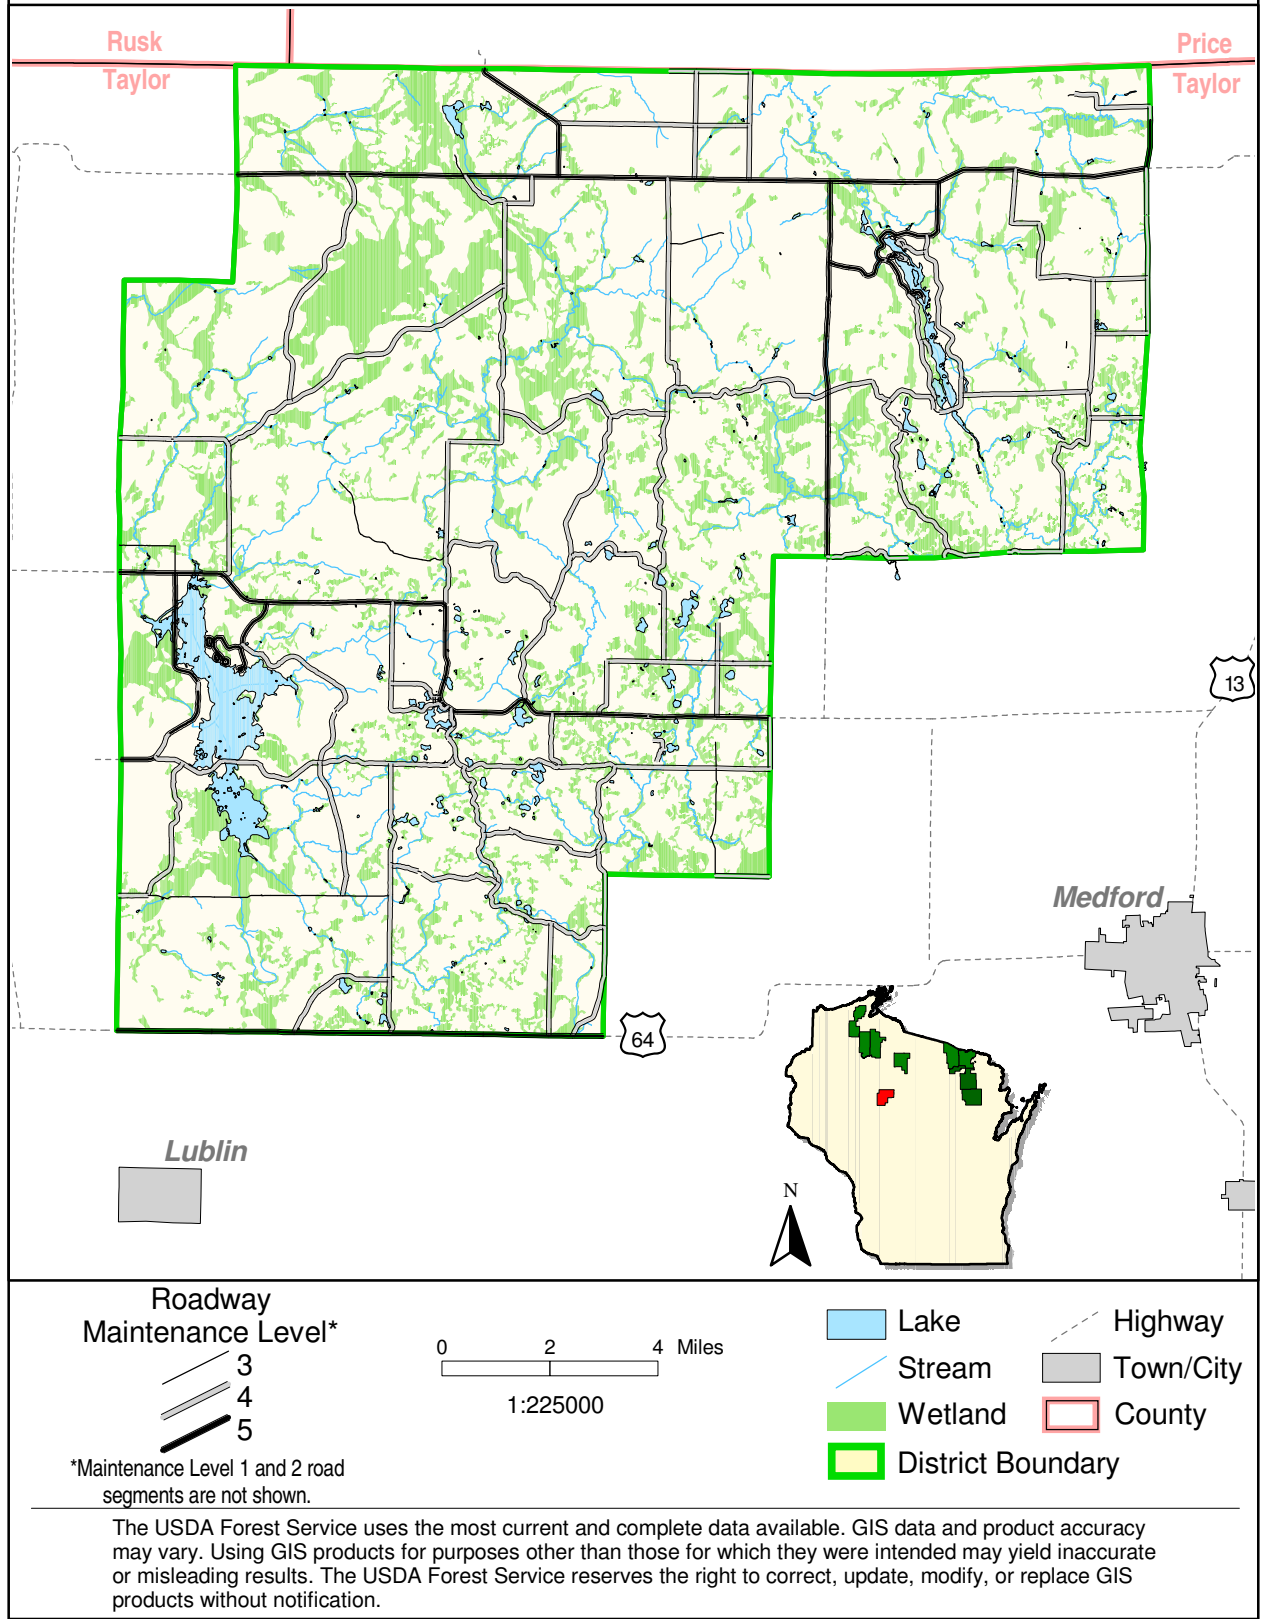 Rusk
Taylor
Price
Taylor
13
Medford
64
Lublin
N
Roadway
Maintenance Level*
3
4
5
*Maintenance Level 1 and 2 road
segments are not shown.
0 2 4 Miles
1:225000
Lake
Stream
Wetland
District Boundary
Highway
Town/City
County
The USDA Forest Service uses the most current and complete data available. GIS data and product accuracy
may vary. Using GIS products for purposes other than those for which they were intended may yield inaccurate
or misleading results. The USDA Forest Service reserves the right to correct, update, modify, or replace GIS
products without notification.